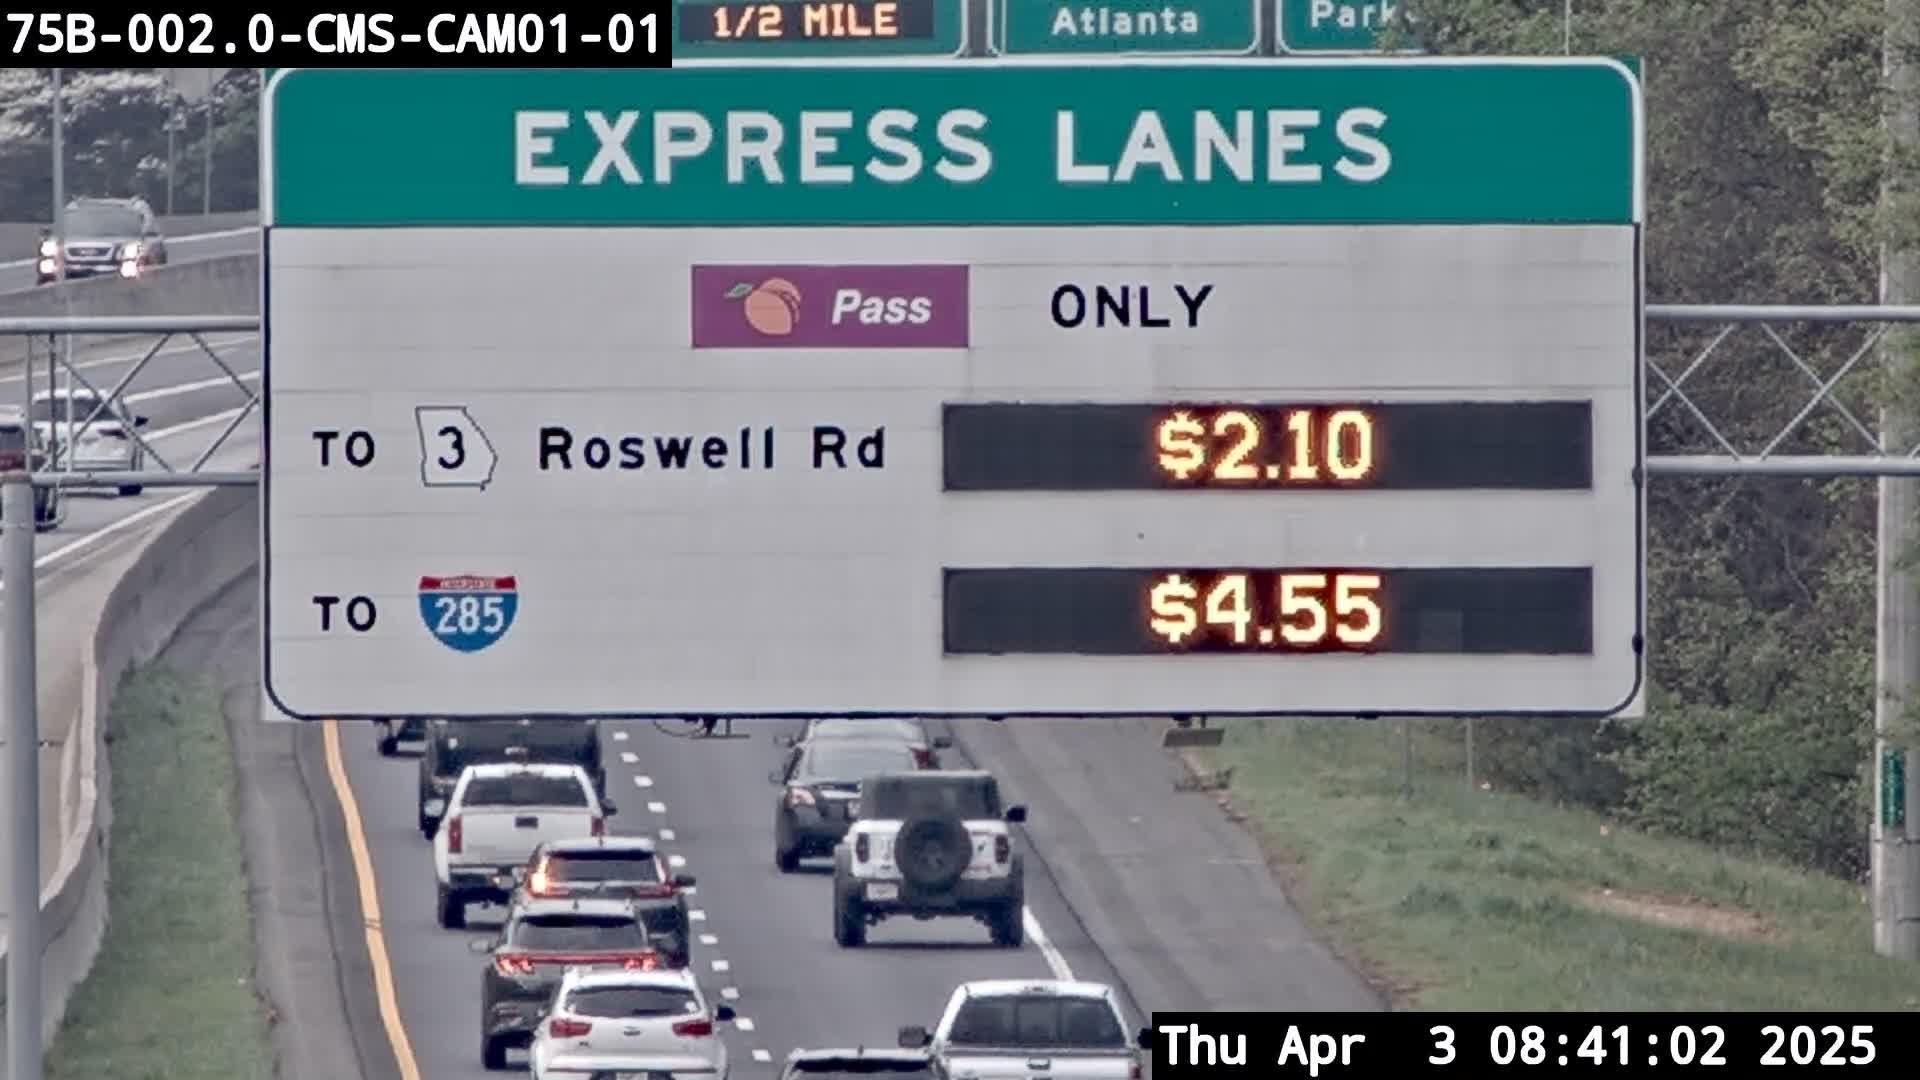 75B-002.0-CMS-CAM01-01
1/2 MILE
Atlanta
Park
EXPRESS LANES
Pass ONLY
TO 3 Roswell Rd $2.10
TO 285 $4.55
Thu Apr 3 08:41:02 2025